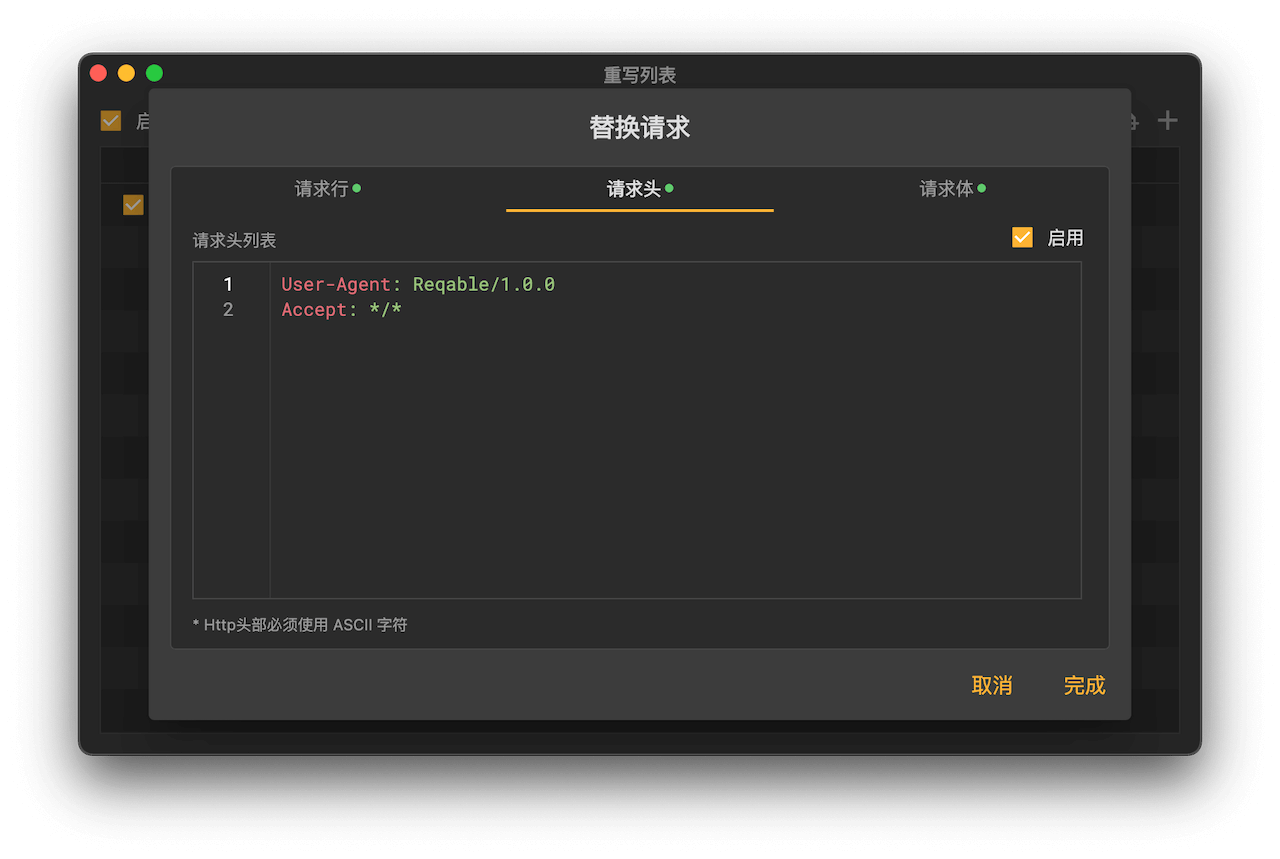 重写列表
启
替换请求
请求行
请求头
请求体
请求头列表
启用
1 User-Agent: Reqable/1.0.0
2 Accept: */*
* Http头部必须使用 ASCII 字符
取消 完成